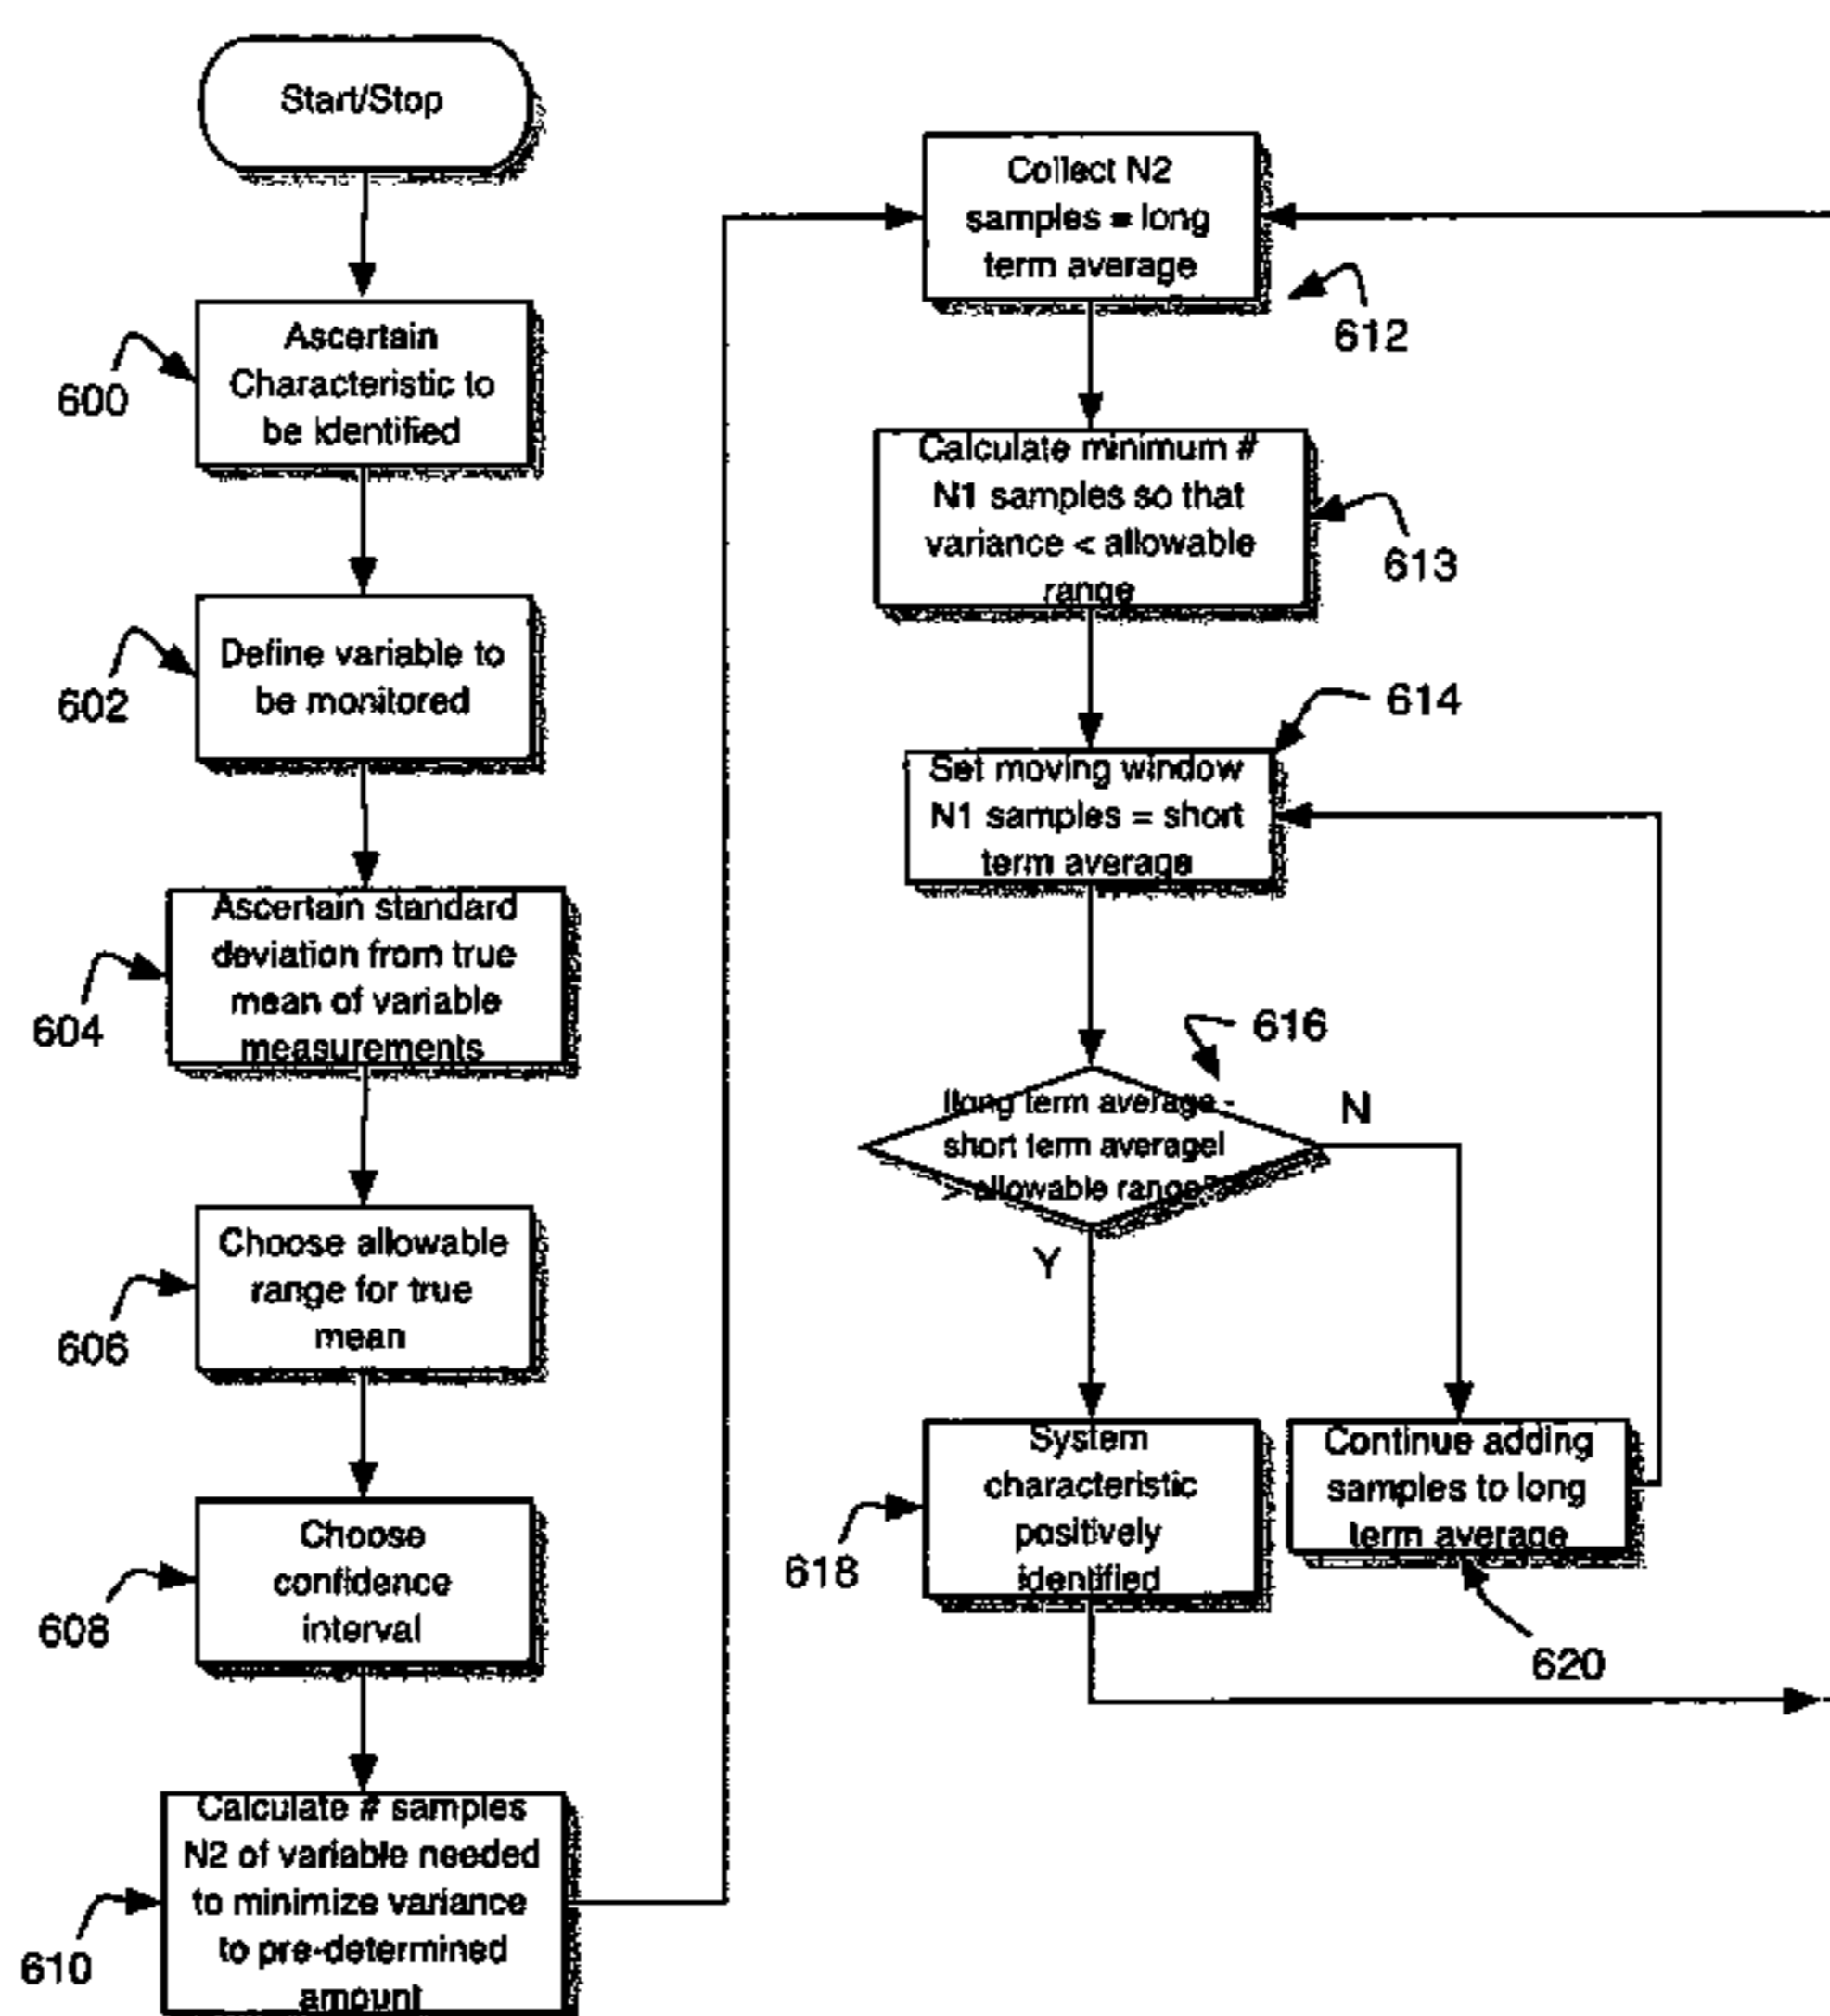 Start/Stop
Ascertain
Characteristic to
be identified
600
Define variable to
be monitored
602
Ascertain standard
deviation from true
mean of variable
measurements
604
Choose allowable
range for true
mean
606
Choose
confidence
interval
608
Calculate # samples
N2 of variable needed
to minimize variance
to pre-determined
amount
610
Collect N2
samples = long
term average
612
Calculate minimum #
N1 samples so that
variance < allowable
range
613
Set moving window
N1 samples = short
term average
614
|long term average -
short term average|
> allowable range?
616
N
Y
System
characteristic
positively
identified
618
Continue adding
samples to long
term average
620